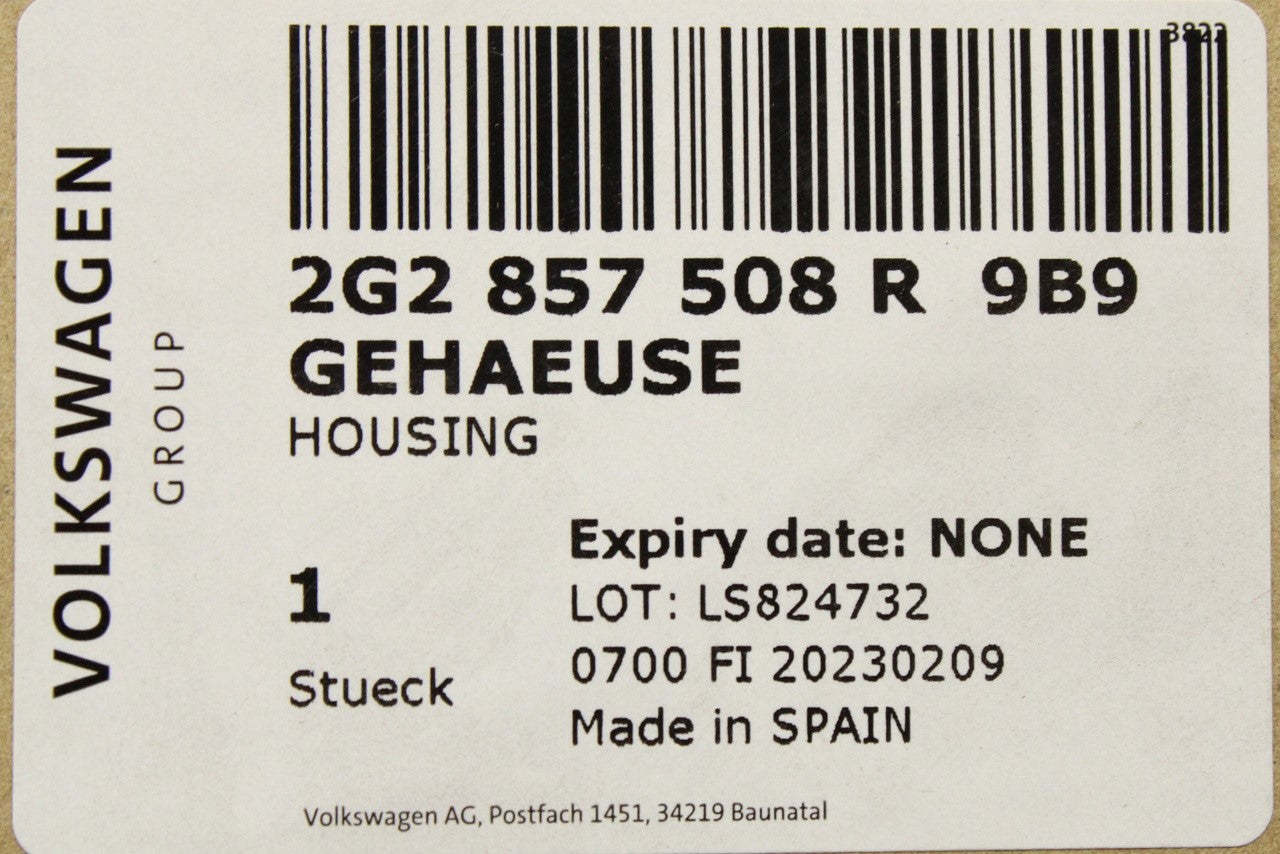 3822
VOLKSWAGEN
GROUP
2G2 857 508 R 9B9
GEHAEUSE
HOUSING
1
Stueck
Expiry date: NONE
LOT: LS824732
0700 FI 20230209
Made in SPAIN
Volkswagen AG, Postfach 1451, 34219 Baunatal